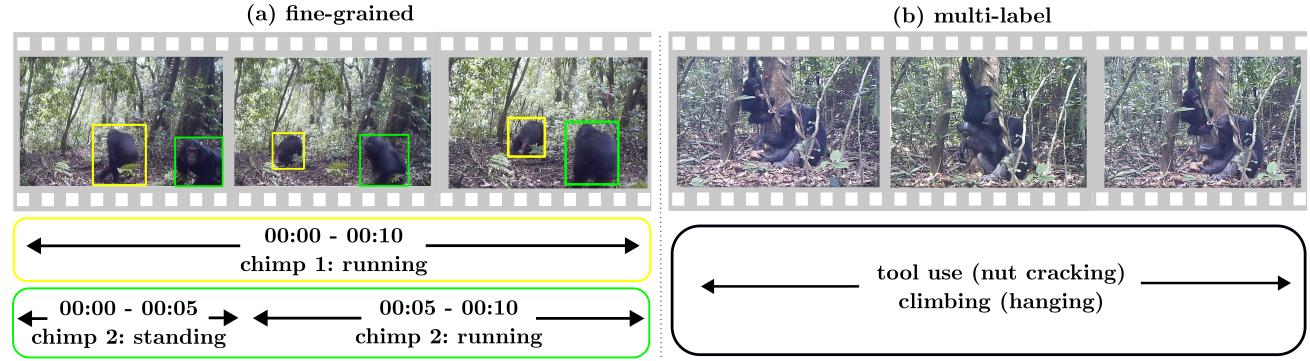 (a) fine-grained
00:00 - 00:10
chimp 1: running
00:00 - 00:05
chimp 2: standing
00:05 - 00:10
chimp 2: running
(b) multi-label
tool use (nut cracking)
climbing (hanging)